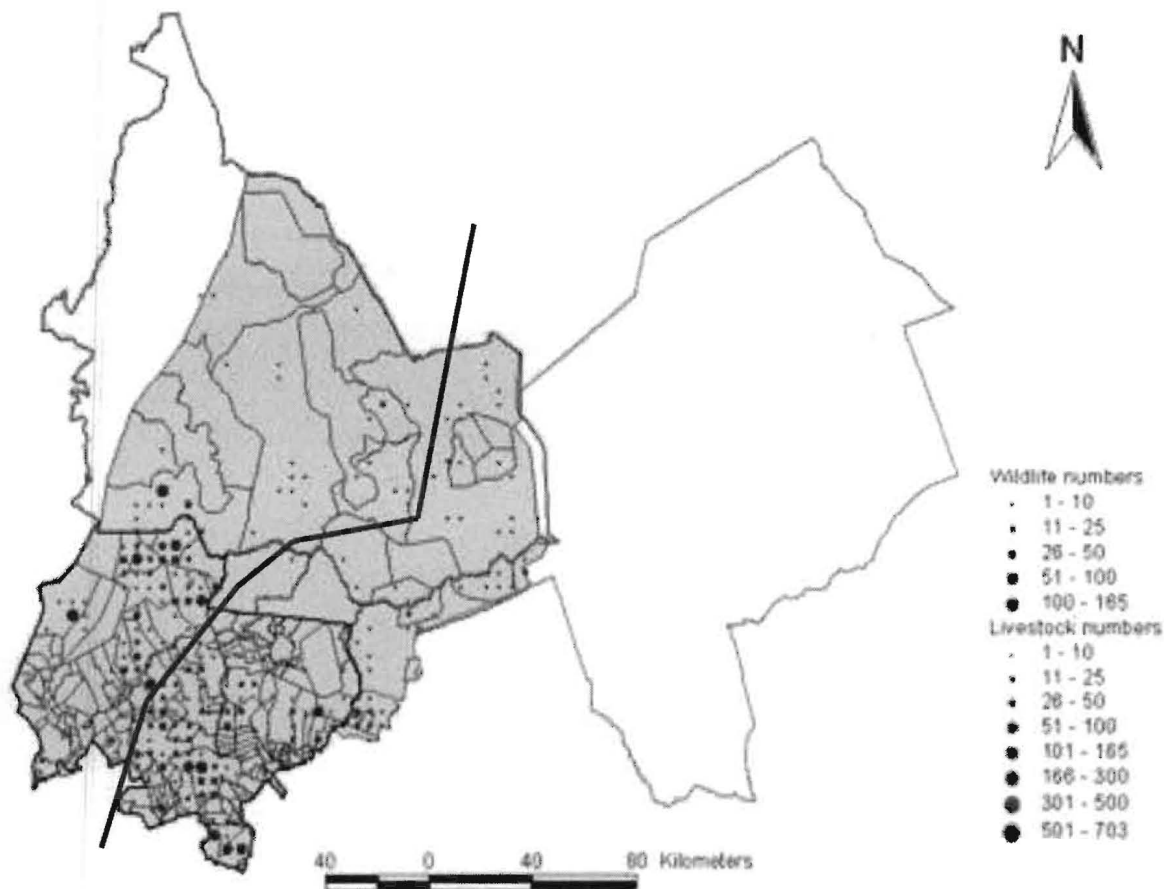 N
Wildlife numbers
1 - 10
11 - 25
26 - 50
51 - 100
100 - 165
Livestock numbers
1 - 10
11 - 25
26 - 50
51 - 100
101 - 165
166 - 300
301 - 500
501 - 703
40 0 40 80 Kilometers